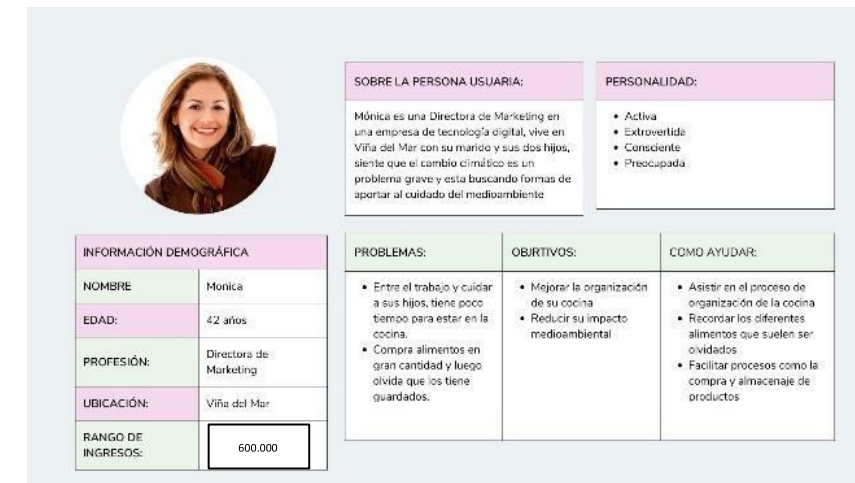 SOBRE LA PERSONA USUARIA:
Mónica es una Directora de Marketing en
una empresa de tecnología digital, vive en
Viña del Mar con su marido y sus dos hijos,
siente que el cambio climático es un
problema grave y esta buscando formas de
aportar al cuidado del medioambiente
PERSONALIDAD:
• Activa
• Extrovertida
• Consciente
• Preocupada
INFORMACIÓN DEMOGRÁFICA
NOMBRE Monica
EDAD: 42 años
PROFESIÓN: Directora de
Marketing
UBICACIÓN: Viña del Mar
RANGO DE
INGRESOS: 600.000
PROBLEMAS:
• Entre el trabajo y cuidar
a sus hijos, tiene poco
tiempo para estar en la
cocina.
• Compra alimentos en
gran cantidad y luego
olvida que los tiene
guardados.
OBJRTIVOS:
• Mejorar la organización
de su cocina
• Reducir su impacto
medioambiental
COMO AYUDAR:
• Asistir en el proceso de
organización de la cocina
• Recordar los diferentes
alimentos que suelen ser
olvidados
• Facilitar procesos como la
compra y almacenaje de
productos